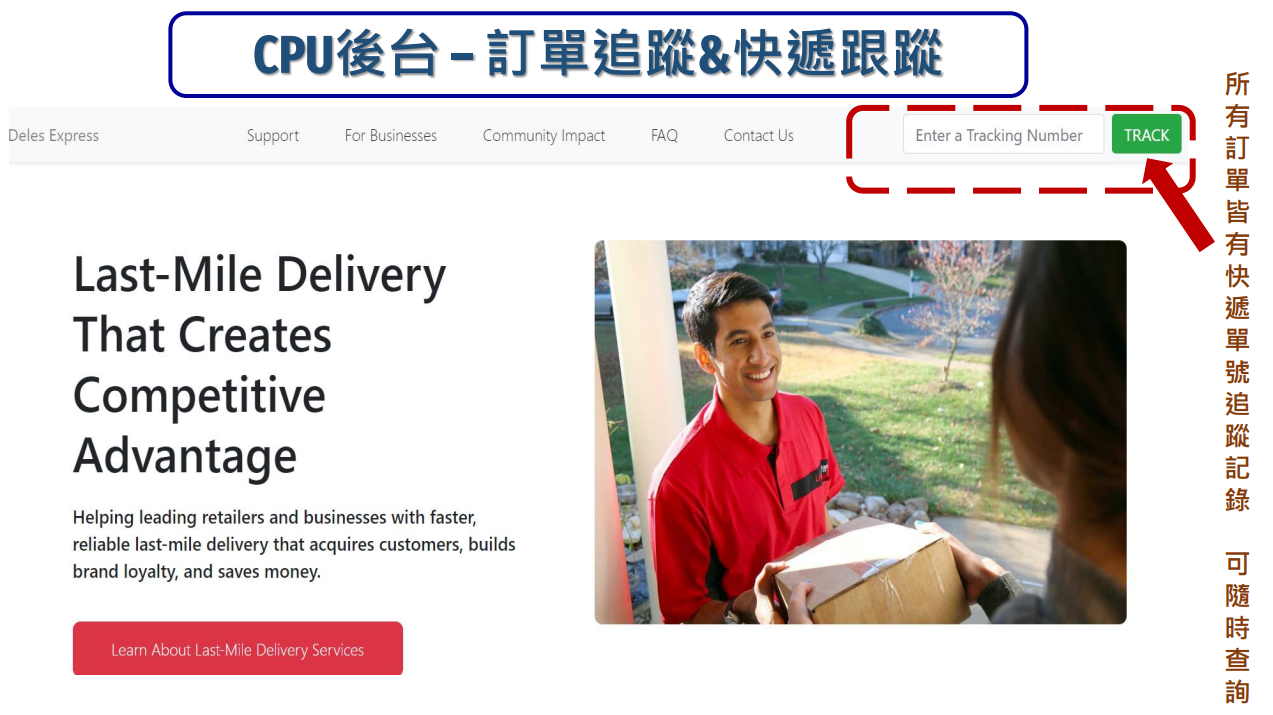 CPU後台 – 訂單追蹤&快遞跟蹤
Deles Express
Support
For Businesses
Community Impact
FAQ
Contact Us
Enter a Tracking Number
TRACK
Last-Mile Delivery
That Creates
Competitive
Advantage
Helping leading retailers and businesses with faster,
reliable last-mile delivery that acquires customers, builds
brand loyalty, and saves money.
Learn About Last-Mile Delivery Services
所有訂單皆有快遞單號追蹤記錄 可隨時查詢